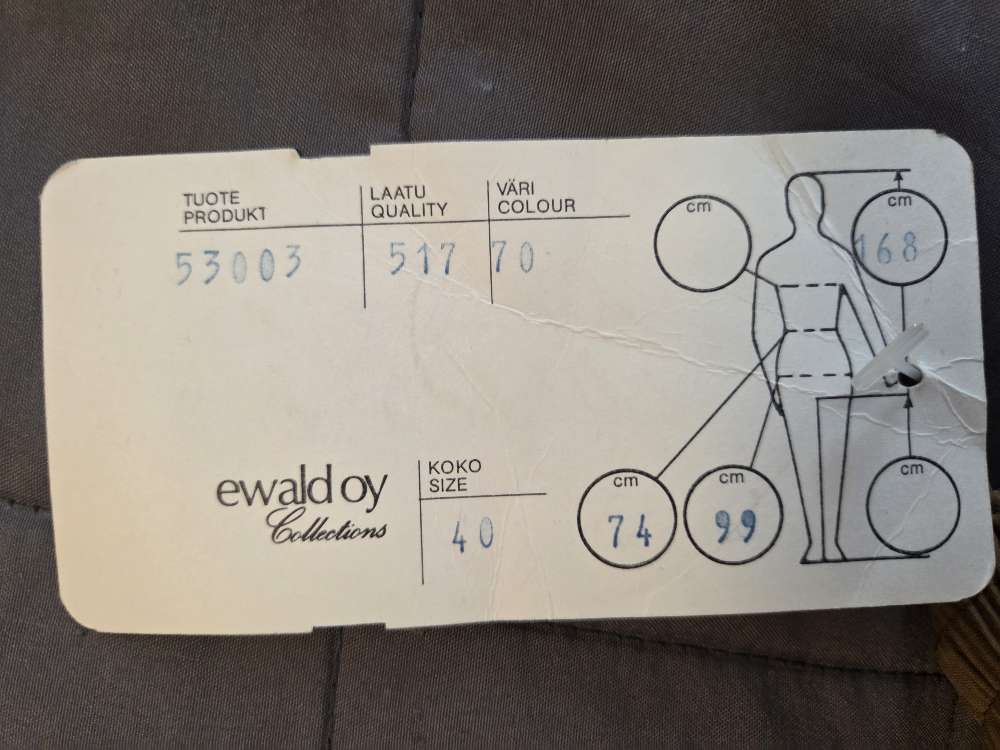 TUOTE
PRODUKT
53003
LAATU
QUALITY
517
VÄRI
COLOUR
70
cm
cm
168
ewald oy
Collections
KOKO
SIZE
40
cm
74
cm
99
cm